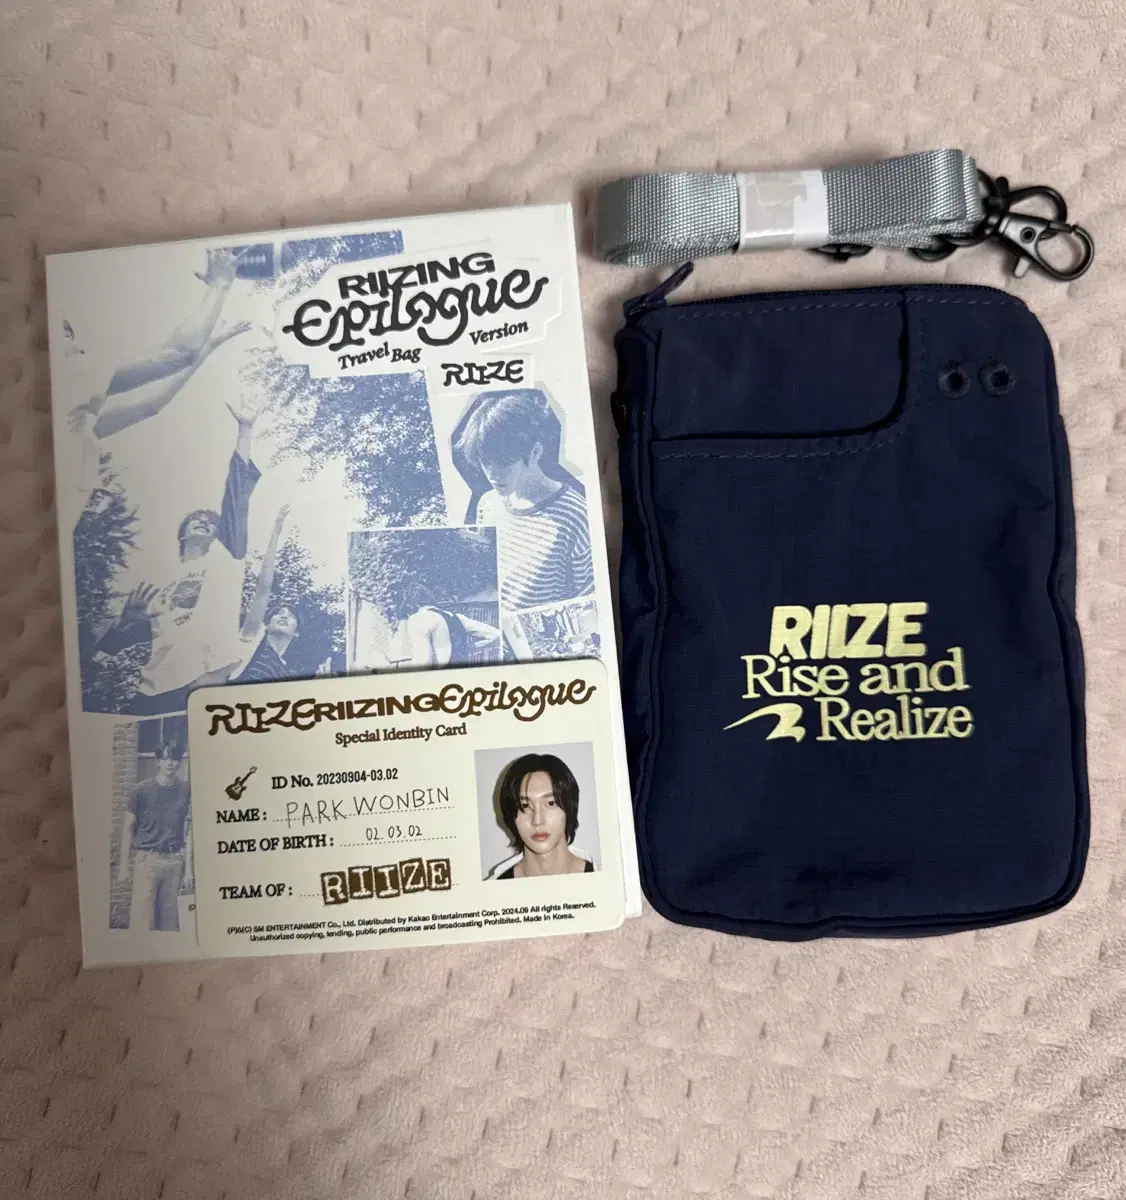 RIIZING
Epilogue
Travel Bag Version
RIIZE
RIIZE RIIZING Epilogue
Special Identity Card
ID No. 20230904-03.02
NAME : PARK WONBIN
DATE OF BIRTH : 02. 03. 02
TEAM OF : RIIZE
(P)&(C) SM ENTERTAINMENT Co., Ltd. Distributed by Kakao Entertainment Corp. 2024.09 All rights Reserved.
Unauthorized copying, lending, public performance and broadcasting Prohibited. Made in Korea.
RIIZE
Rise and
Realize